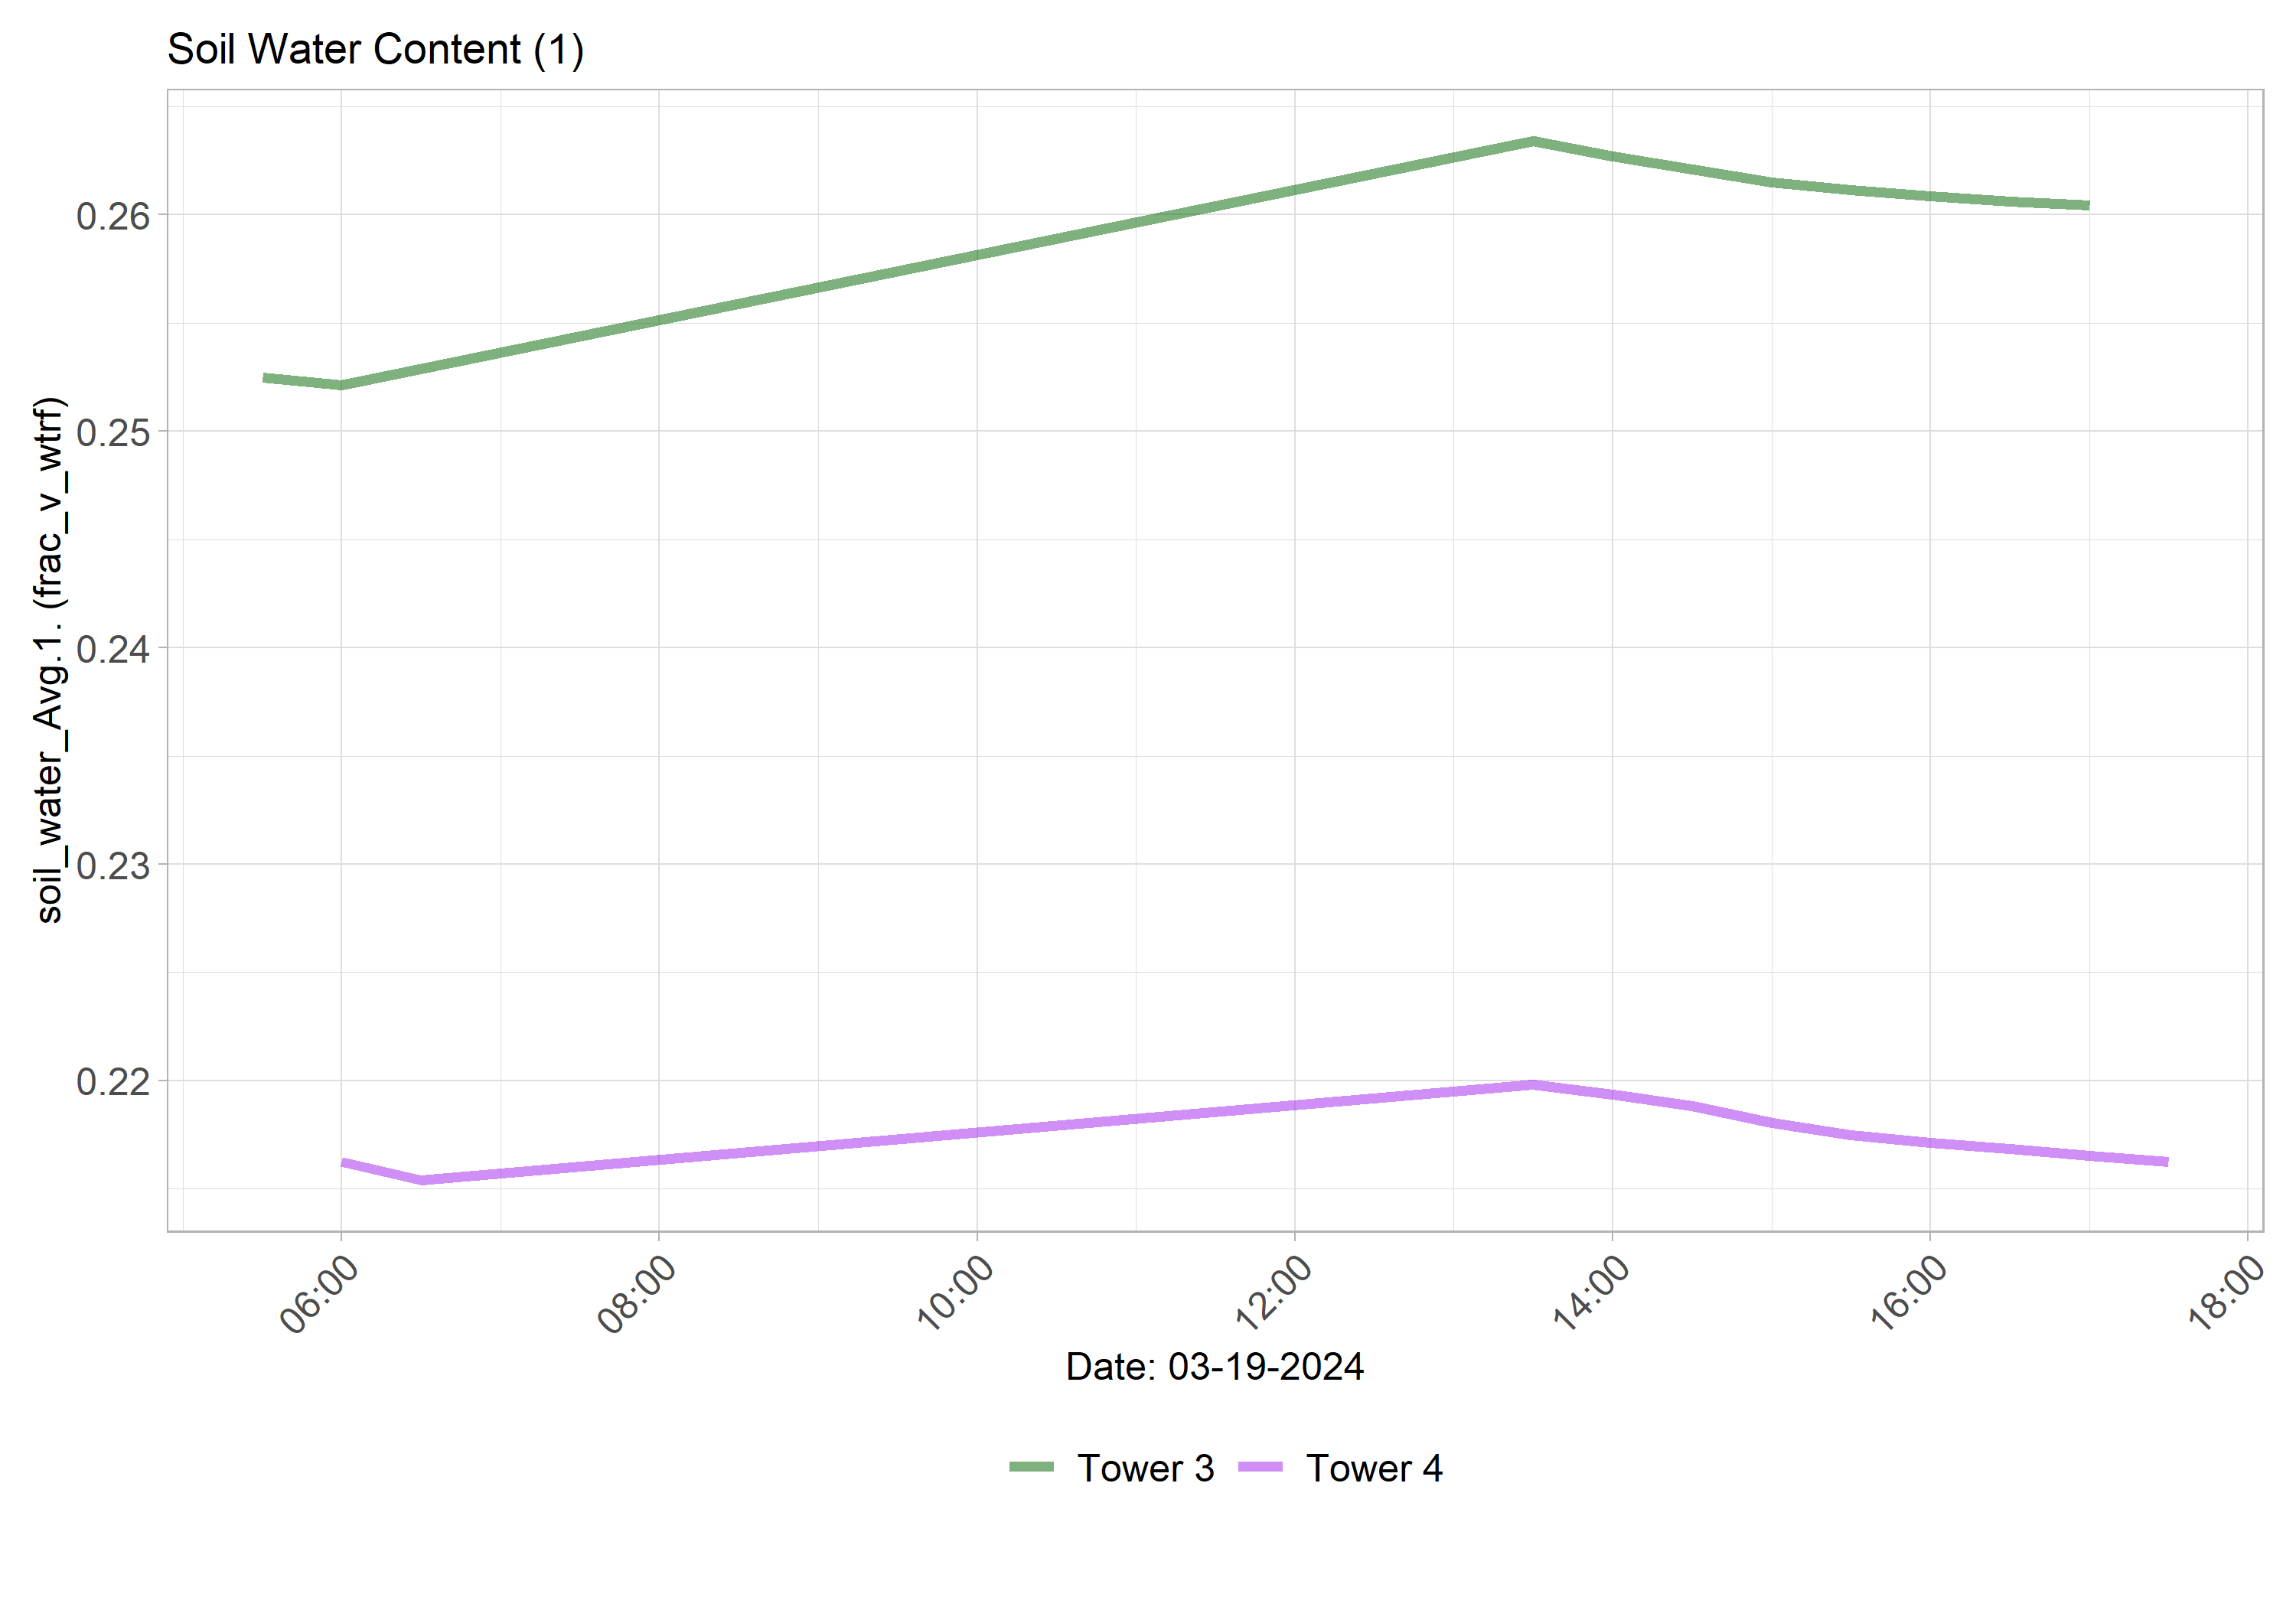 Soil Water Content (1)
soil_water_Avg.1. (frac_v_wtrf)
0.26
0.25
0.24
0.23
0.22
06:00
08:00
10:00
12:00
14:00
16:00
18:00
Date: 03-19-2024
Tower 3
Tower 4